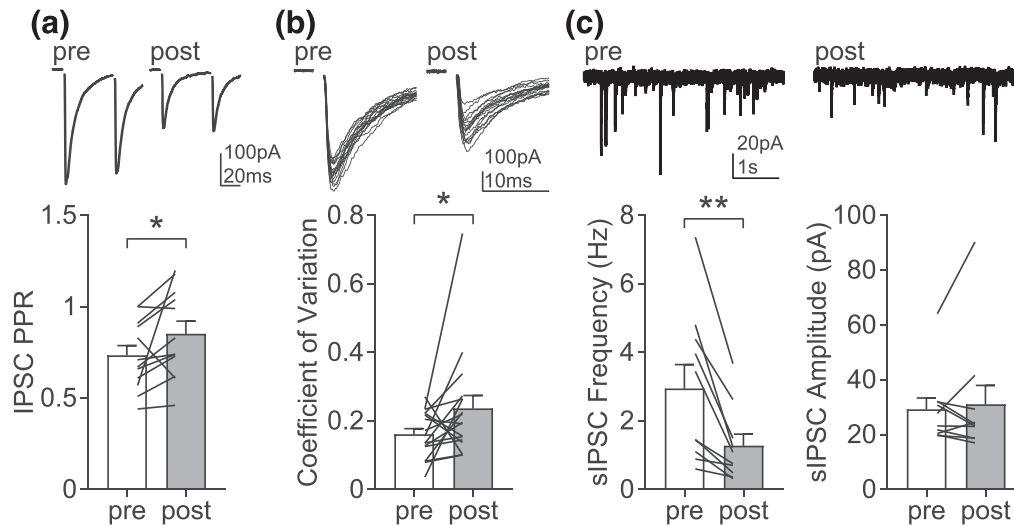 (a)
pre post
100pA
20ms
1.5
1
0.5
0
IPSC PPR
*
pre post
(b)
pre post
100pA
10ms
0.8
0.6
0.4
0.2
0
Coefficient of Variation
*
pre post
(c)
pre post
20pA
1s
8
6
4
2
0
sIPSC Frequency (Hz)
**
pre post
100
80
60
40
20
0
sIPSC Amplitude (pA)
pre post